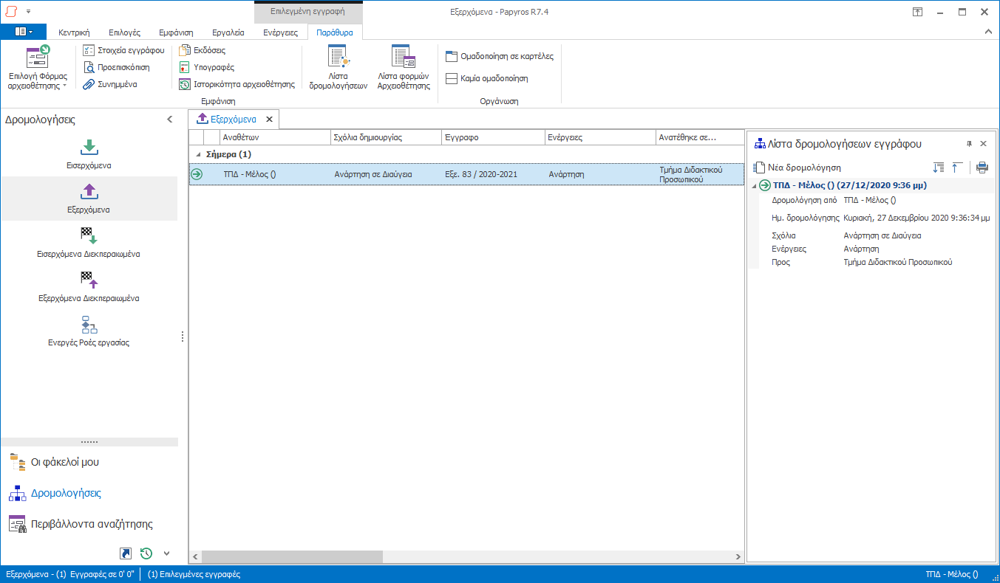 Επιλεγμένη εγγραφή
Εξερχόμενα - Papyros R7.4
Κεντρική Επιλογές Εμφάνιση Εργαλεία Ενέργειες Παράθυρα
Επιλογή Φόρμας
αρχειοθέτησης
Στοιχεία εγγράφου
Προεπισκόπιση
Συνημμένα
Εκδόσεις
Υπογραφές
Ιστορικότητα αρχειοθέτησης
Εμφάνιση
Λίστα
δρομολογήσεων
Λίστα φορμών
Αρχειοθέτησης
Ομαδοποίηση σε καρτέλες
Καμία ομαδοποίηση
Οργάνωση
Δρομολογήσεις
Εισερχόμενα
Εξερχόμενα
Εισερχόμενα Διεκπεραιωμένα
Εξερχόμενα Διεκπεραιωμένα
Ενεργές Ροές εργασίας
Οι φάκελοί μου
Δρομολογήσεις
Περιβάλλοντα αναζήτησης
Εξερχόμενα
Αναθέτων Σχόλια δημιουργίας Έγγραφο Ενέργειες Ανατέθηκε σε...
Σήμερα (1)
ΤΠΔ - Μέλος () Ανάρτηση σε Διαύγεια Εξε. 83 / 2020-2021 Ανάρτηση Τμήμα Διδακτικού
Προσωπικού
Λίστα δρομολογήσεων εγγράφου
Νέα δρομολόγηση
ΤΠΔ - Μέλος () (27/12/2020 9:36 μμ)
Δρομολόγηση από ΤΠΔ - Μέλος ()
Ημ. δρομολόγησης Κυριακή, 27 Δεκεμβρίου 2020 9:36:34 μμ
Σχόλια Ανάρτηση σε Διαύγεια
Ενέργειες Ανάρτηση
Προς Τμήμα Διδακτικού Προσωπικού
Εξερχόμενα - (1) Εγγραφές σε 0' 0" (1) Επιλεγμένες εγγραφές ΤΠΔ - Μέλος ()